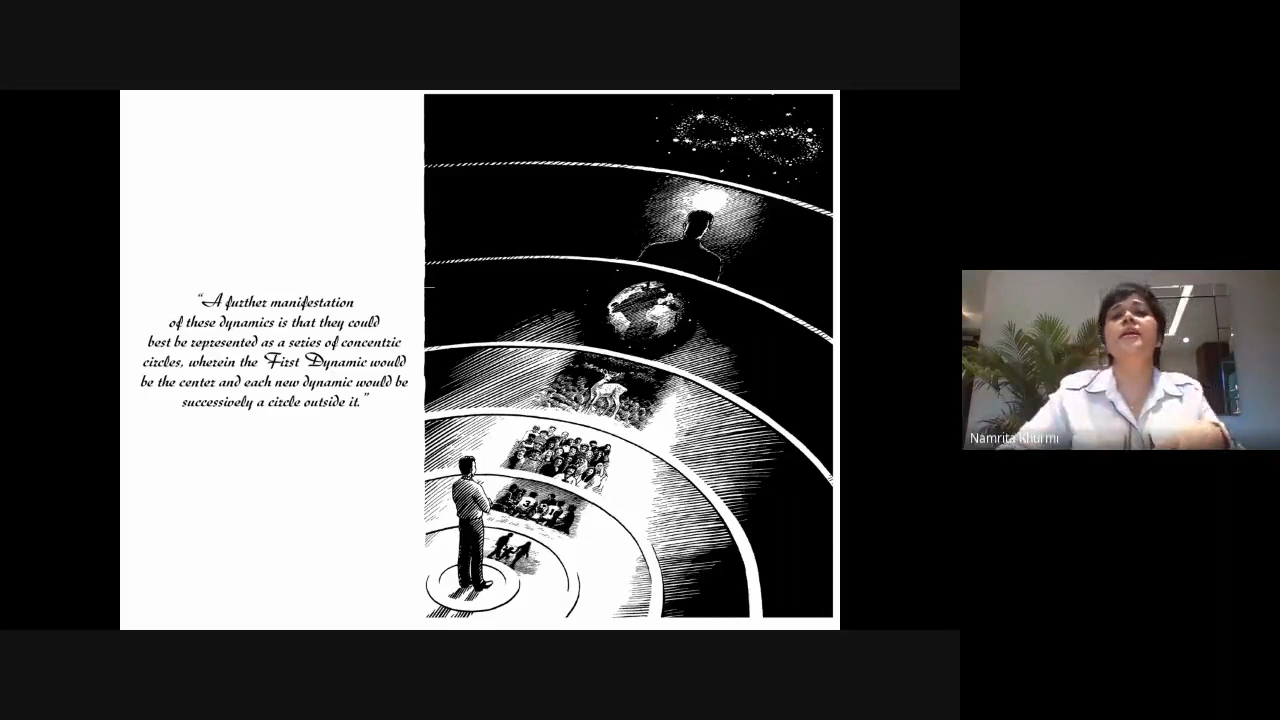 “A further manifestation
of these dynamics is that they could
best be represented as a series of concentric
circles, wherein the First Dynamic would
be the center and each new dynamic would be
successively a circle outside it.”
Namrita Khurmi